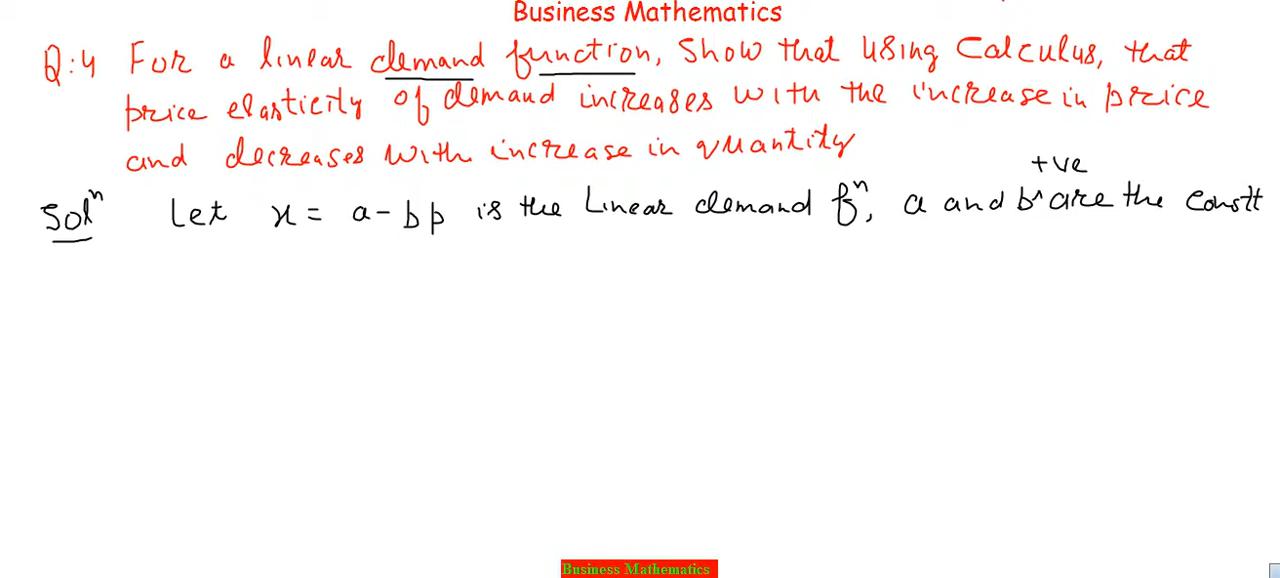 Business Mathematics
Q:4 For a linear demand function, Show that using Calculus, that
price elasticity of demand increases with the increase in price
and decreases with increase in quantity
+ve
Solⁿ Let x = a - bp is the Linear demand fⁿ, a and b^ are the Constt
Business Mathematics